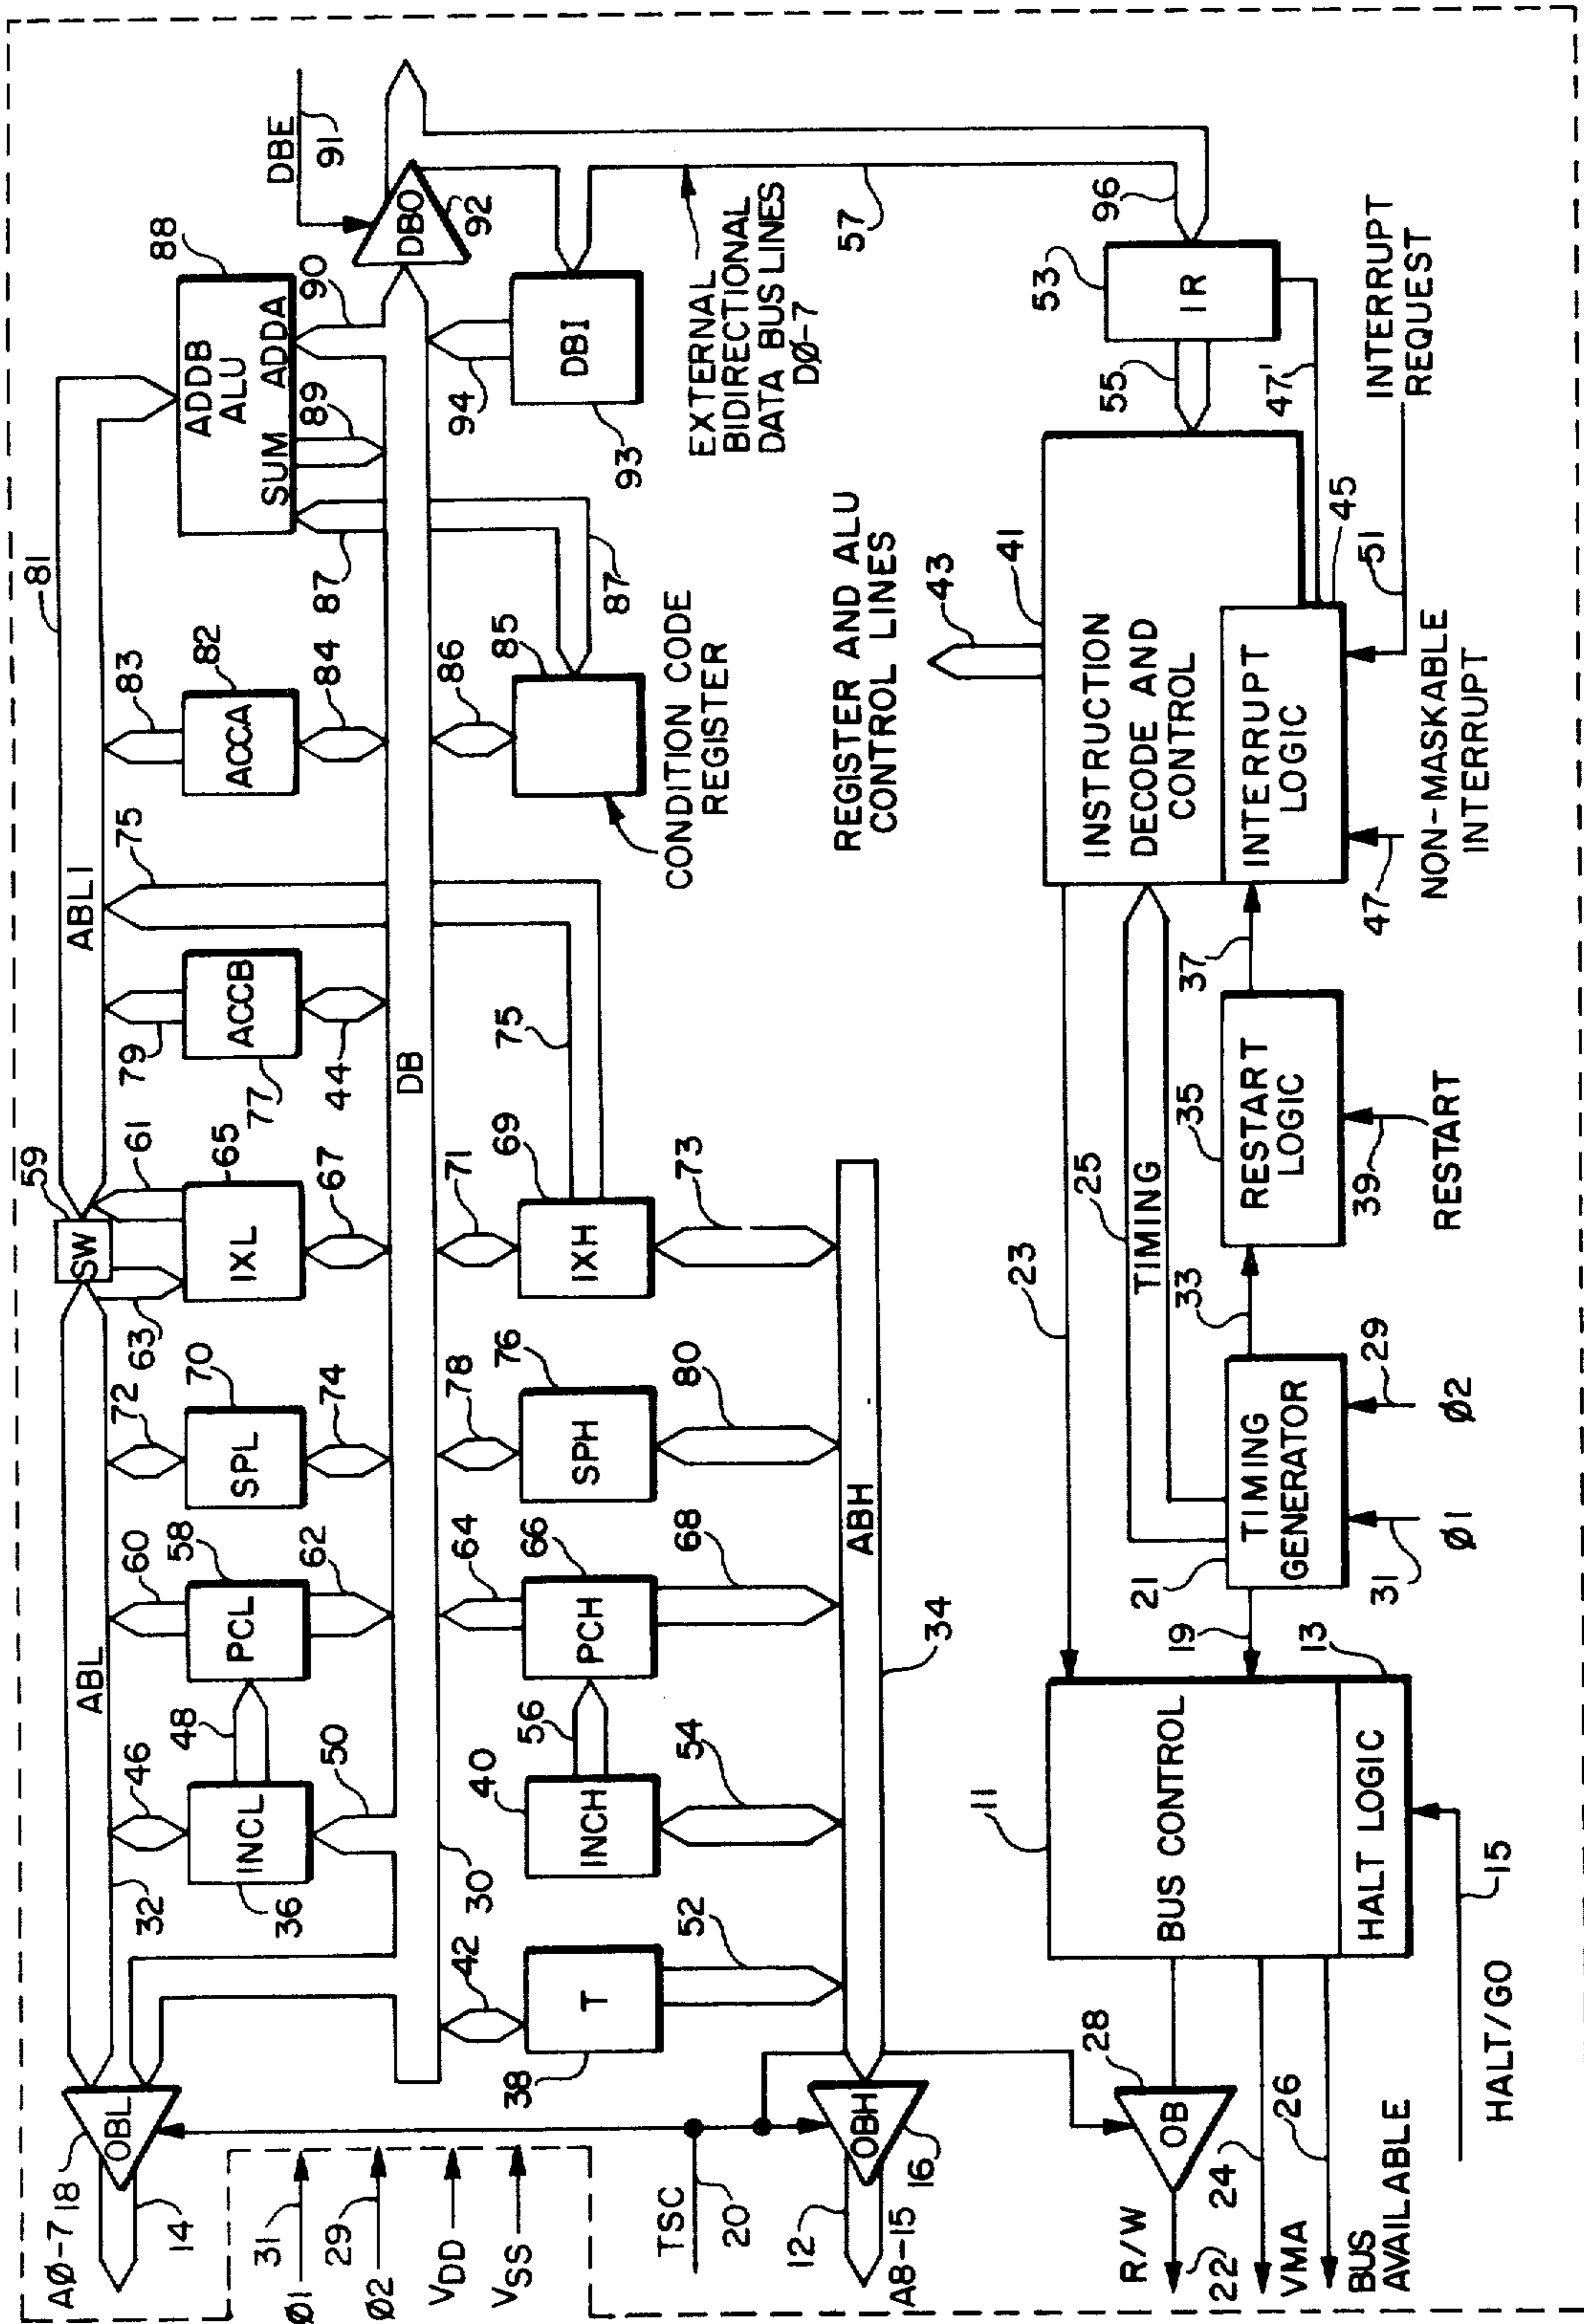 AØ-7
18
14
OBL
ABL
32
SW
59
ABLI
81
Ø1
31
Ø2
29
VDD
VSS
46
INCL
36
48
50
60
PCL
58
62
72
SPL
70
74
63
61
IXL
65
67
79
ACCB
77
44
75
83
ACCA
82
84
87
ADDB
ALU
SUM ADDA
88
89
90
DBE
91
DBO
92
DB
30
42
T
38
52
INCH
40
56
54
64
PCH
66
68
78
SPH
76
80
71
IXH
69
73
75
86
85
87
CONDITION CODE
REGISTER
94
DBI
93
EXTERNAL
BIDIRECTIONAL
DATA BUS LINES
DØ-7
57
TSC
20
12
OBH
16
A8-15
ABH
34
REGISTER AND ALU
CONTROL LINES
43
R/W
22
OB
28
24
VMA
26
BUS
AVAILABLE
11
BUS CONTROL
HALT LOGIC
13
15
HALT/GO
23
25
TIMING
19
21
TIMING
GENERATOR
31
Ø1
29
Ø2
33
35
RESTART
LOGIC
39
RESTART
37
41
INSTRUCTION
DECODE AND
CONTROL
INTERRUPT
LOGIC
45
47
NON-MASKABLE
INTERRUPT
51
INTERRUPT
REQUEST
47'
55
53
IR
96